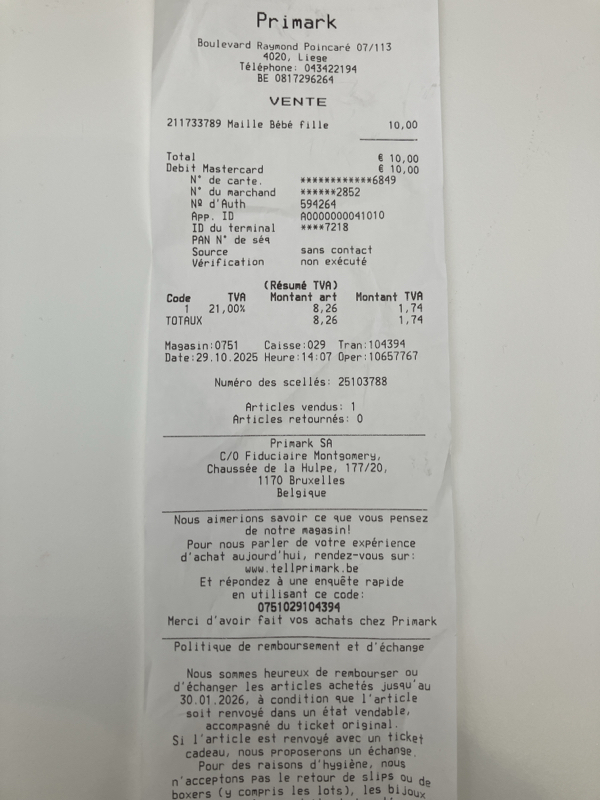 Primark
Boulevard Raymond Poincaré 07/113
4020, Liege
Téléphone: 043422194
BE 0817296264
VENTE
211733789 Maille Bébé fille 10,00
Total € 10,00
Debit Mastercard € 10,00
N° de carte. ************6849
N° du marchand ******2852
Nº d'Auth 594264
App. ID A0000000041010
ID du terminal ****7218
PAN N° de séq
Source sans contact
Vérification non exécuté
(Résumé TVA)
Code TVA Montant art Montant TVA
1 21,00% 8,26 1,74
TOTAUX 8,26 1,74
Magasin:0751 Caisse:029 Tran:104394
Date:29.10.2025 Heure:14:07 Oper:10657767
Numéro des scellés: 25103788
Articles vendus: 1
Articles retournés: 0
Primark SA
C/O Fiduciaire Montgomery,
Chaussée de la Hulpe, 177/20,
1170 Bruxelles
Belgique
Nous aimerions savoir ce que vous pensez
de notre magasin!
Pour nous parler de votre expérience
d'achat aujourd'hui, rendez-vous sur:
www.tellprimark.be
Et répondez à une enquête rapide
en utilisant ce code:
0751029104394
Merci d'avoir fait vos achats chez Primark
Politique de remboursement et d'échange
Nous sommes heureux de rembourser ou
d'échanger les articles achetés jusqu'au
30.01.2026, à condition que l'article
soit renvoyé dans un état vendable,
accompagné du ticket original.
Si l'article est renvoyé avec un ticket
cadeau, nous proposerons un échange.
Pour des raisons d'hygiène, nous
n'acceptons pas le retour de slips ou de
boxers (y compris les lots), les bijoux